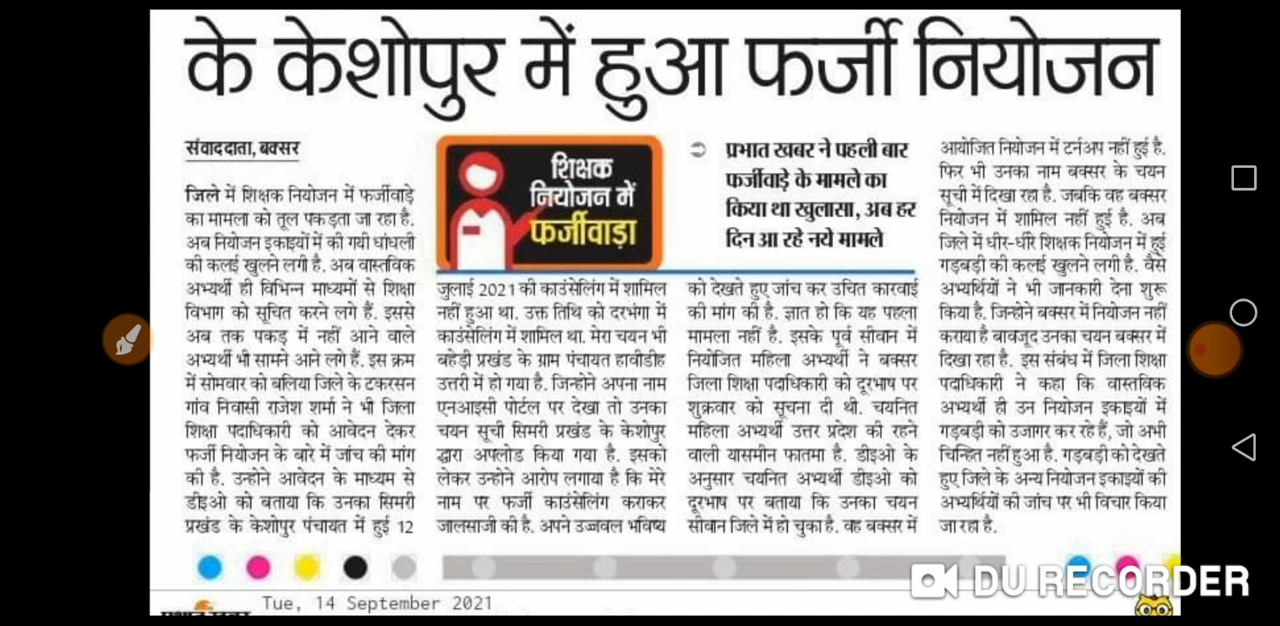 के केशोपुर में हुआ फर्जी नियोजन
संवाददाता, बक्सर
जिले में शिक्षक नियोजन में फर्जीवाड़े
का मामला को तूल पकड़ता जा रहा है.
अब नियोजन इकाइयों में की गयी धांधली
की कलई खुलने लगी है. अब वास्तविक
अभ्यर्थी ही विभिन्न माध्यमों से शिक्षा
विभाग को सूचित करने लगे हैं. इससे
अब तक पकड़ में नहीं आने वाले
अभ्यर्थी भी सामने आने लगे हैं. इस क्रम
में सोमवार को बलिया जिले के टकरसन
गांव निवासी राजेश शर्मा ने भी जिला
शिक्षा पदाधिकारी को आवेदन देकर
फर्जी नियोजन के बारे में जांच की मांग
की है. उन्होने आवेदन के माध्यम से
डीइओ को बताया कि उनका सिमरी
प्रखंड के केशोपुर पंचायत में हुई 12
शिक्षक
नियोजन में
फर्जीवाड़ा
जुलाई 2021 की काउंसेलिंग में शामिल
नहीं हुआ था. उक्त तिथि को दरभंगा में
काउंसेलिंग में शामिल था. मेरा चयन भी
बहेड़ी प्रखंड के ग्राम पंचायत हावीडीह
उत्तरी में हो गया है. जिन्होने अपना नाम
एनआइसी पोर्टल पर देखा तो उनका
चयन सूची सिमरी प्रखंड के केशोपुर
द्वारा अपलोड किया गया है. इसको
लेकर उन्होने आरोप लगाया है कि मेरे
नाम पर फर्जी काउंसेलिंग कराकर
जालसाजी की है. अपने उज्जवल भविष्य
प्रभात खबर ने पहली बार
फर्जीवाड़े के मामले का
किया था खुलासा, अब हर
दिन आ रहे नये मामले
को देखते हुए जांच कर उचित कारवाई
की मांग की है. ज्ञात हो कि यह पहला
मामला नहीं है. इसके पूर्व सीवान में
नियोजित महिला अभ्यर्थी ने बक्सर
जिला शिक्षा पदाधिकारी को दूरभाष पर
शुक्रवार को सूचना दी थी. चयनित
महिला अभ्यर्थी उत्तर प्रदेश की रहने
वाली यासमीन फातमा है. डीइओ के
अनुसार चयनित अभ्यर्थी डीइओ को
दूरभाष पर बताया कि उनका चयन
सीवान जिले में हो चुका है. वह बक्सर में
आयोजित नियोजन में टर्नअप नहीं हुई है.
फिर भी उनका नाम बक्सर के चयन
सूची में दिखा रहा है. जबकि वह बक्सर
नियोजन में शामिल नहीं हुई है. अब
जिले में धीर-धीरे शिक्षक नियोजन में हुई
गड़बड़ी की कलई खुलने लगी है. वैसे
अभ्यर्थियों ने भी जानकारी देना शुरू
किया है. जिन्होने बक्सर में नियोजन नहीं
कराया है बावजूद उनका चयन बक्सर में
दिखा रहा है. इस संबंध में जिला शिक्षा
पदाधिकारी ने कहा कि वास्तविक
अभ्यर्थी ही उन नियोजन इकाइयों में
गड़बड़ी को उजागर कर रहे हैं, जो अभी
चिन्हित नहीं हुआ है. गड़बड़ी को देखते
हुए जिले के अन्य नियोजन इकाइयों की
अभ्यर्थियों की जांच पर भी विचार किया
जा रहा है.
DU RECORDER
Tue, 14 September 2021